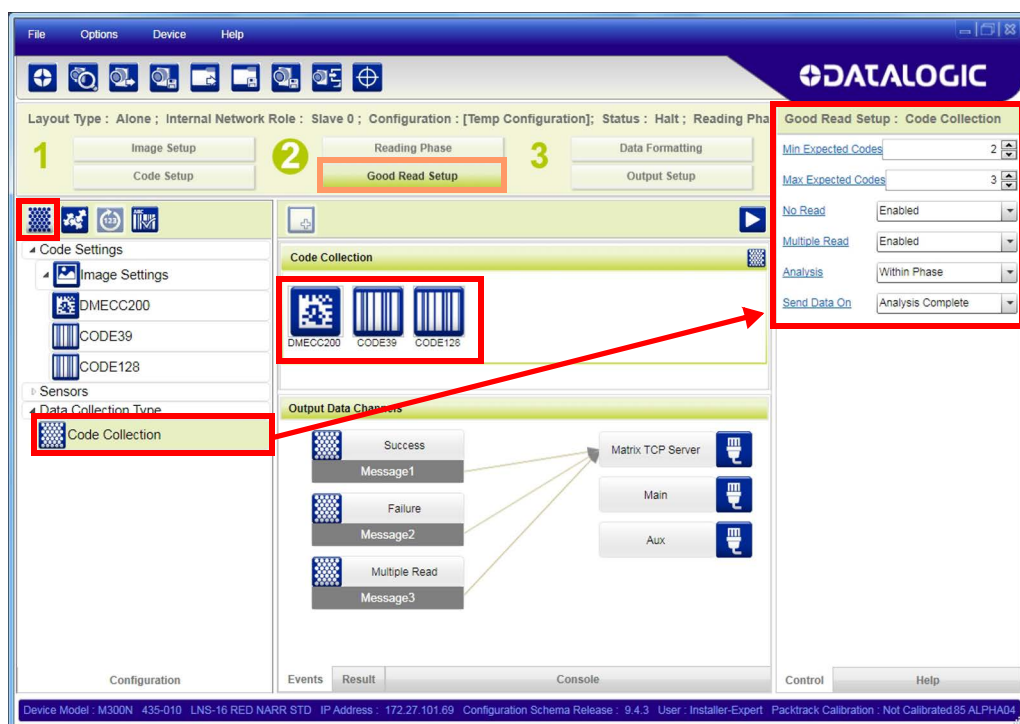 File Options Device Help
DATALOGIC
Layout Type : Alone ; Internal Network Role : Slave 0 ; Configuration : [Temp Configuration]; Status : Halt ; Reading Pha
Good Read Setup : Code Collection
1
Image Setup
Code Setup
2
Reading Phase
Good Read Setup
3
Data Formatting
Output Setup
Min Expected Codes 2
Max Expected Codes 3
No Read Enabled
Multiple Read Enabled
Analysis Within Phase
Send Data On Analysis Complete
123
ABC
Code Settings
Image Settings
DMECC200
CODE39
CODE128
Sensors
Data Collection Type
Code Collection
Code Collection
DMECC200 CODE39 CODE128
Output Data Channels
Success
Message1
Failure
Message2
Multiple Read
Message3
Matrix TCP Server
Main
Aux
Configuration
Events Result Console
Control Help
Device Model : M300N 435-010 LNS-16 RED NARR STD IP Address : 172.27.101.69 Configuration Schema Release : 9.4.3 User : Installer-Expert Packtrack Calibration : Not Calibrated.85 ALPHA04